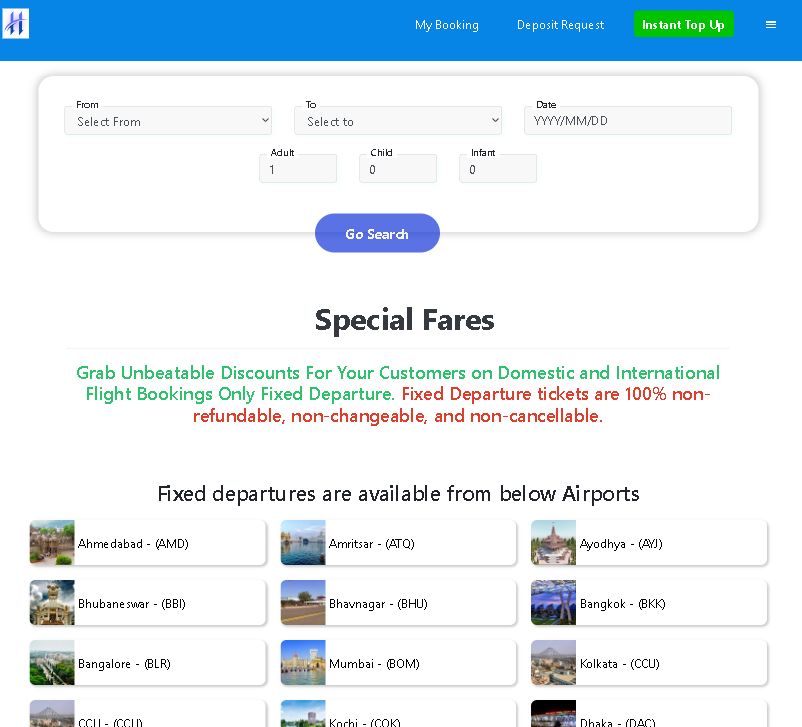 My Booking
Deposit Request
Instant Top Up
From
To
Date
Select From
Select to
YYYY/MM/DD
Adult
Child
Infant
1
0
0
Go Search
Special Fares
Grab Unbeatable Discounts For Your Customers on Domestic and International
Flight Bookings Only Fixed Departure. Fixed Departure tickets are 100% non-
refundable, non-changeable, and non-cancellable.
Fixed departures are available from below Airports
Ahmedabad - (AMD)
Amritsar - (ATQ)
Ayodhya - (AYJ)
Bhubaneswar - (BBI)
Bhavnagar - (BHU)
Bangkok - (BKK)
Bangalore - (BLR)
Mumbai - (BOM)
Kolkata - (CCU)
CCU - (CCU)
Kochi - (COK)
Dhaka - (DAC)